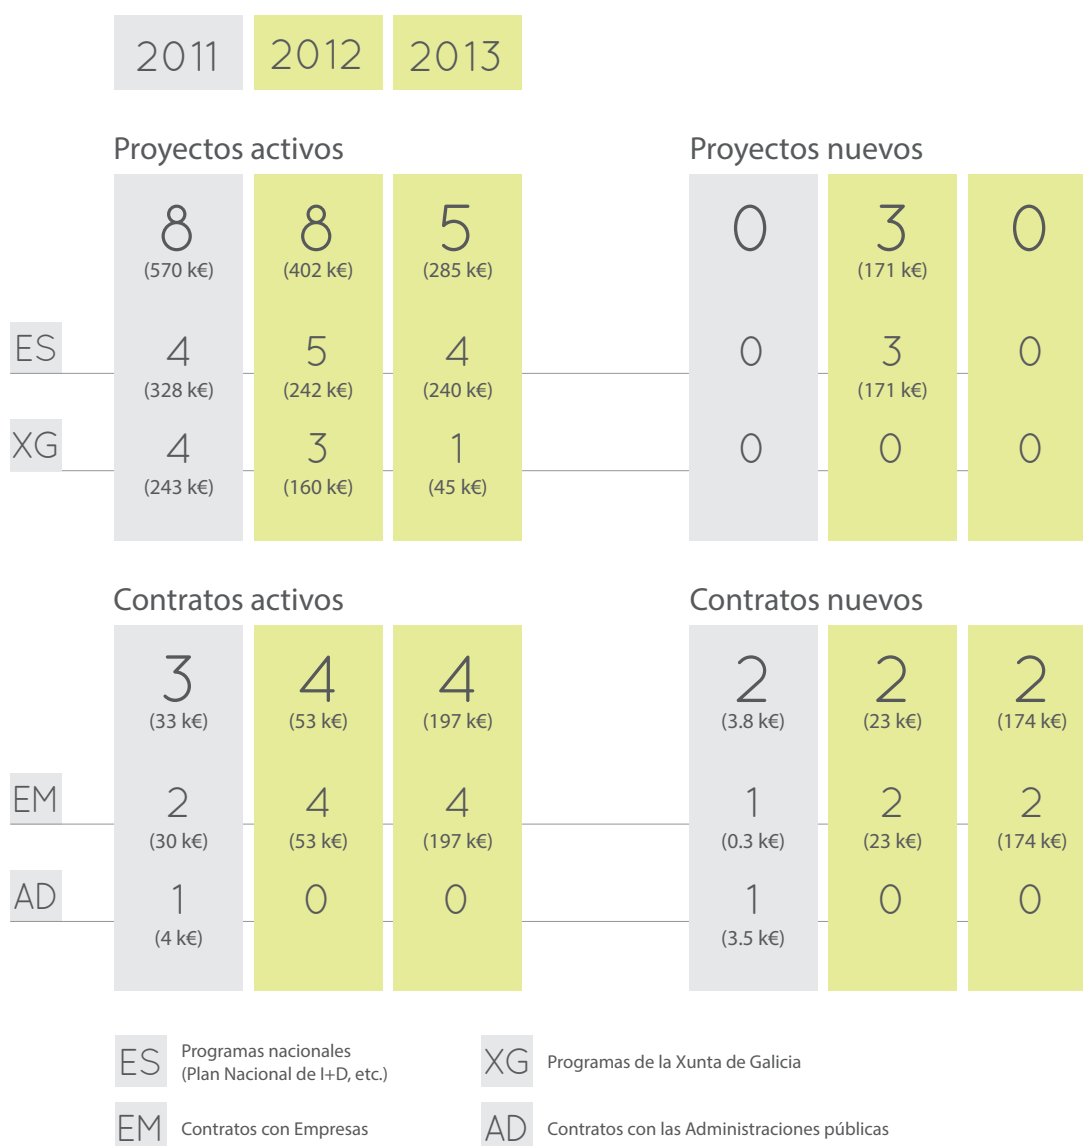 2011 2012 2013
Proyectos activos Proyectos nuevos
8 8 5 0 3 0
(570 k€) (402 k€) (285 k€) (171 k€)
ES 4 5 4 0 3 0
(328 k€) (242 k€) (240 k€) (171 k€)
XG 4 3 1 0 0 0
(243 k€) (160 k€) (45 k€)
Contratos activos Contratos nuevos
3 4 4 2 2 2
(33 k€) (53 k€) (197 k€) (3.8 k€) (23 k€) (174 k€)
EM 2 4 4 1 2 2
(30 k€) (53 k€) (197 k€) (0.3 k€) (23 k€) (174 k€)
AD 1 0 0 1 0 0
(4 k€) (3.5 k€)
ES Programas nacionales
(Plan Nacional de I+D, etc.)
XG Programas de la Xunta de Galicia
EM Contratos con Empresas
AD Contratos con las Administraciones públicas